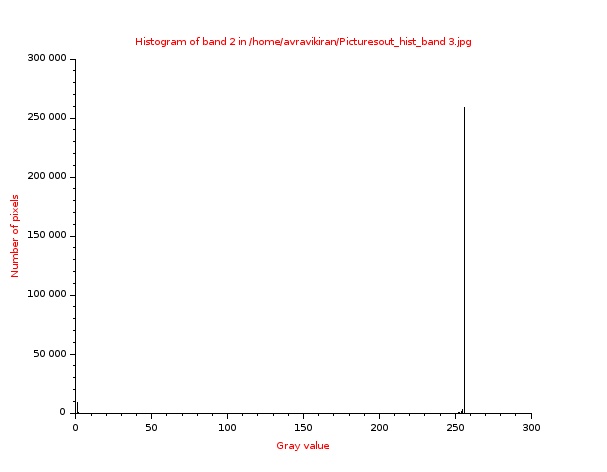 Histogram of band 2 in /home/avravikiran/Picturesout_hist_band 3.jpg
300 000
250 000
200 000
150 000
100 000
50 000
0
Number of pixels
0 50 100 150 200 250 300
Gray value